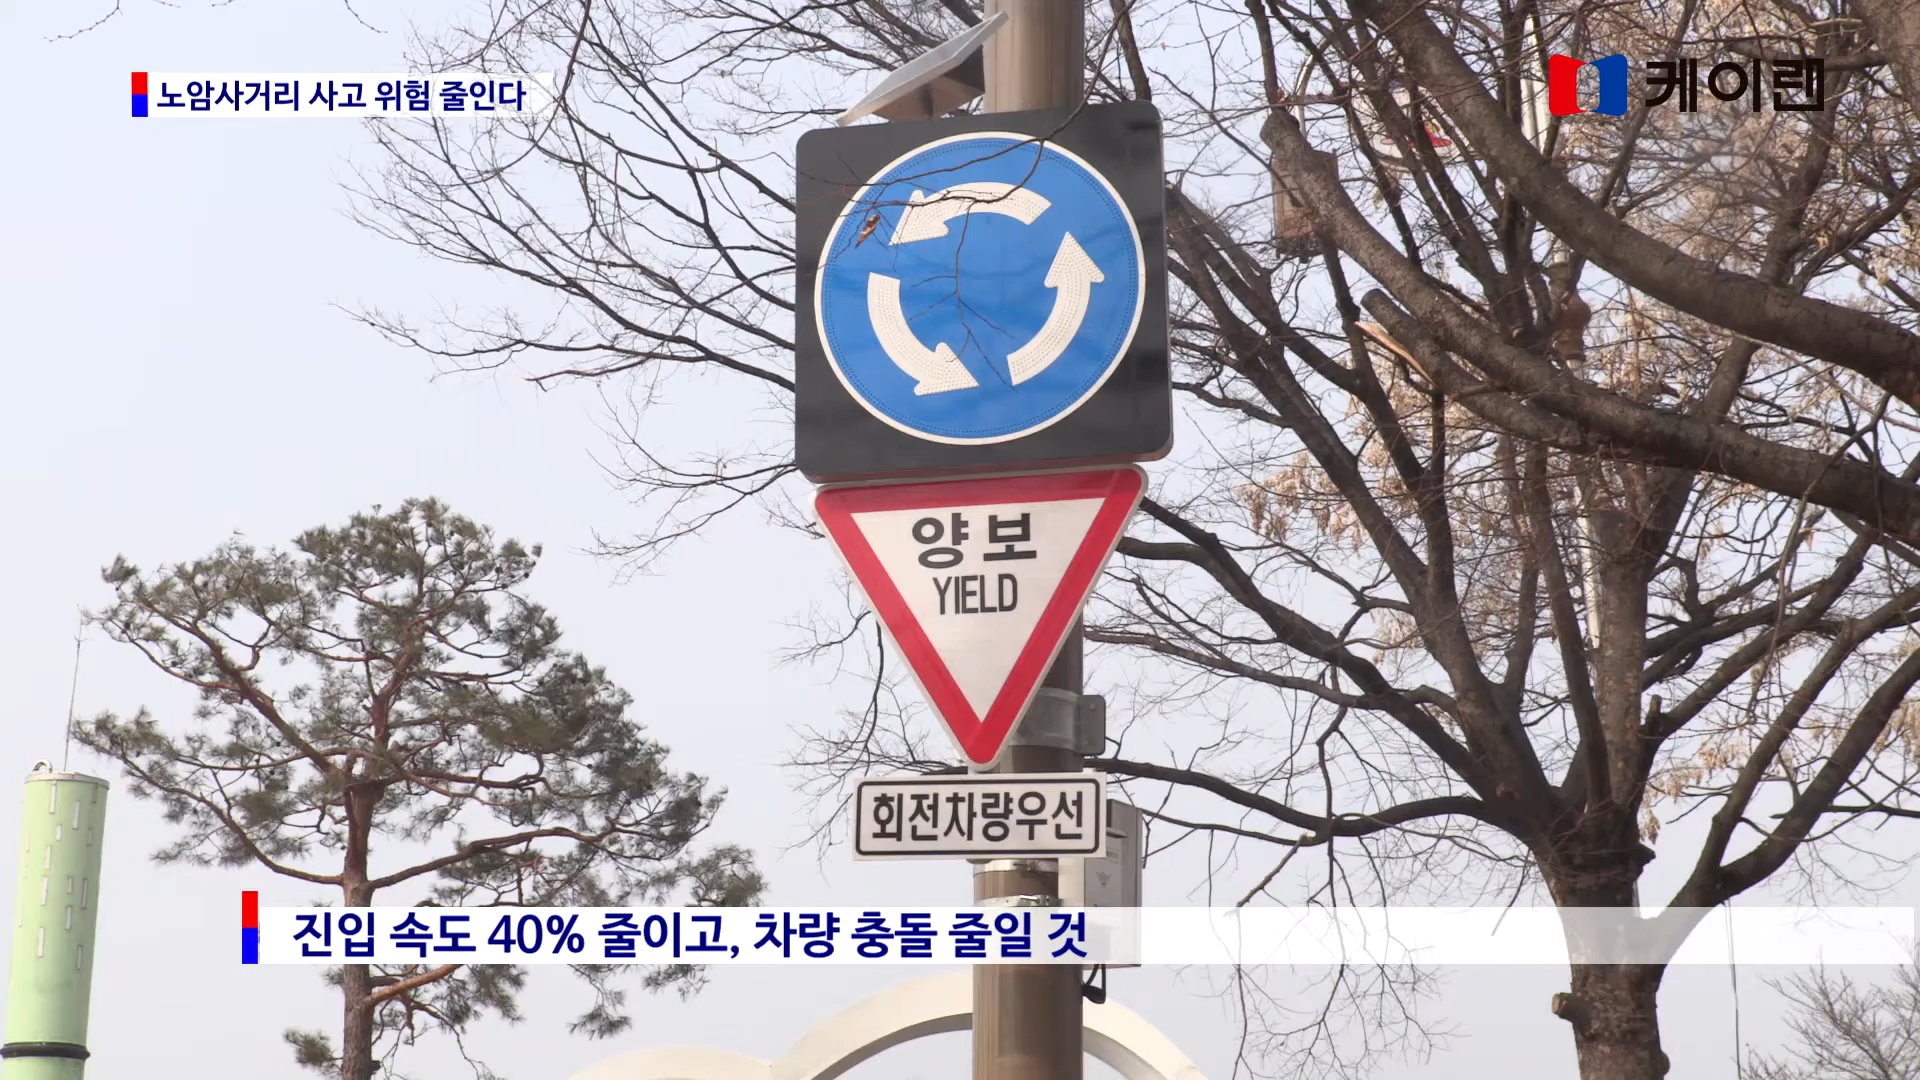 노암사거리 사고 위험 줄인다
케이랜
양보
YIELD
회전차량우선
진입 속도 40% 줄이고, 차량 충돌 줄일 것